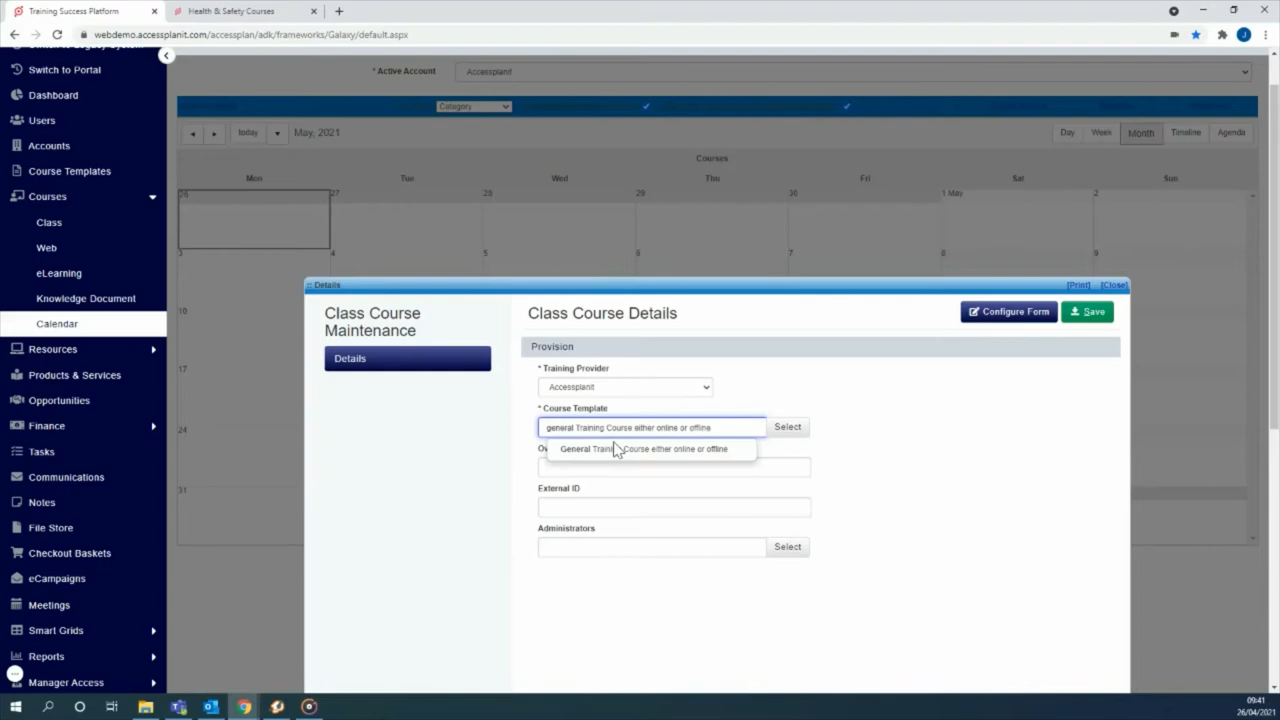 Training Success Platform
Health & Safety Courses
webdemo.accessplanit.com/accessplan/adk/frameworks/Galaxy/default.aspx
J
Switch to Legacy System
Switch to Portal
Dashboard
Users
Accounts
Course Templates
Courses
Class
Web
eLearning
Knowledge Document
Calendar
Resources
Products & Services
Opportunities
Finance
Tasks
Communications
Notes
File Store
Checkout Baskets
eCampaigns
Meetings
Smart Grids
Reports
Manager Access
* Active Account
Accessplanit
Category
today
May, 2021
Day
Week
Month
Timeline
Agenda
Courses
Mon
Tue
Wed
Thu
Fri
Sat
Sun
26
27
28
29
30
1 May
2
3
4
5
6
7
8
9
10
17
24
31
:: Details
[Print]
[Close]
Class Course
Maintenance
Details
Class Course Details
Configure Form
Save
Provision
* Training Provider
Accessplanit
* Course Template
general Training Course either online or offline
Select
General Training Course either online or offline
External ID
Administrators
Select
09:41
26/04/2021